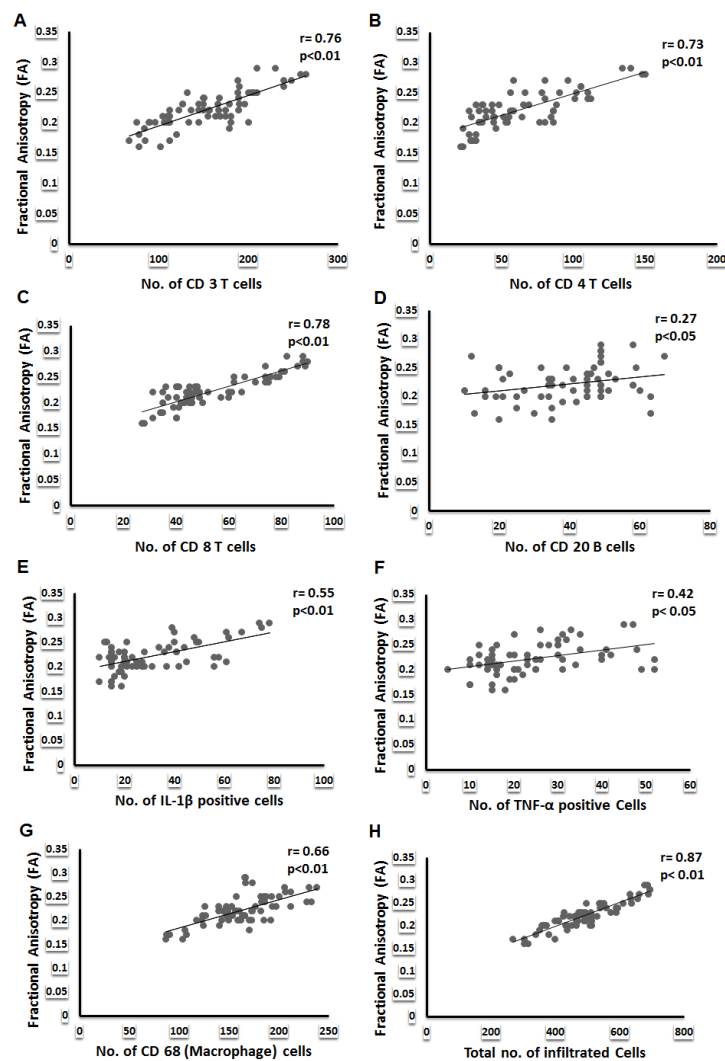 A
Fractional Anisotropy (FA)
0.35
0.3
0.25
0.2
0.15
0.1
0.05
0
r= 0.76
p<0.01
0 100 200 300
No. of CD 3 T cells
B
Fractional Anisotropy (FA)
0.35
0.3
0.25
0.2
0.15
0.1
0.05
0
r= 0.73
p<0.01
0 50 100 150 200
No. of CD 4 T cells
C
Fractional Anisotropy (FA)
0.35
0.3
0.25
0.2
0.15
0.1
0.05
0
r= 0.78
p<0.01
0 20 40 60 80 100
No. of CD 8 T cells
D
Fractional Anisotropy (FA)
0.35
0.3
0.25
0.2
0.15
0.1
0.05
0
r= 0.27
p<0.05
0 20 40 60 80
No. of CD 20 B cells
E
Fractional Anisotropy (FA)
0.35
0.3
0.25
0.2
0.15
0.1
0.05
0
r= 0.55
p<0.01
0 20 40 60 80 100
No. of IL-1β positive cells
F
Fractional Anisotropy (FA)
0.35
0.3
0.25
0.2
0.15
0.1
0.05
0
r= 0.42
p< 0.05
0 10 20 30 40 50 60
No. of TNF-α positive Cells
G
Fractional Anisotropy (FA)
0.35
0.3
0.25
0.2
0.15
0.1
0.05
0
r= 0.66
p<0.01
0 50 100 150 200 250
No. of CD 68 (Macrophage) cells
H
Fractional Anisotropy (FA)
0.35
0.3
0.25
0.2
0.15
0.1
0.05
0
r= 0.87
p< 0.01
0 200 400 600 800
Total no. of infiltrated Cells